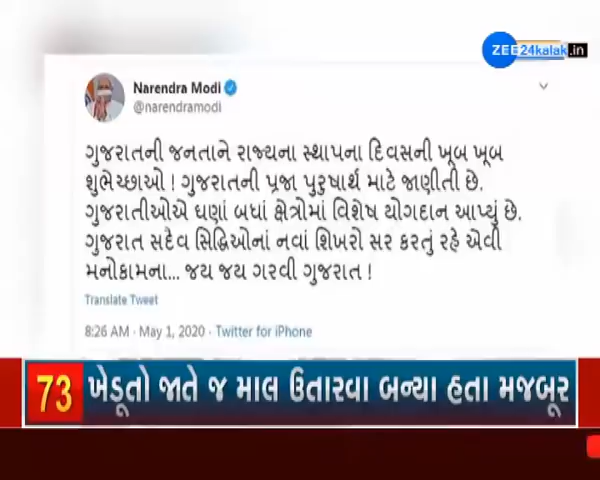 ZEE24kalak.in
Narendra Modi
@narendramodi
ગુજરાતની જનતાને રાજ્યના સ્થાપના દિવસની ખૂબ ખૂબ
શુભેચ્છાઓ ! ગુજરાતની પ્રજા પુરુષાર્થ માટે જાણીતી છે.
ગુજરાતીઓએ ઘણાં બધાં ક્ષેત્રોમાં વિશેષ યોગદાન આપ્યું છે.
ગુજરાત સદૈવ સિદ્ધિઓનાં નવાં શિખરો સર કરતું રહે એવી
મનોકામના... જય જય ગરવી ગુજરાત !
Translate Tweet
8:26 AM · May 1, 2020 · Twitter for iPhone
73 ખેડૂતો જાતે જ માલ ઉતારવા બન્યા હતા મજબૂર